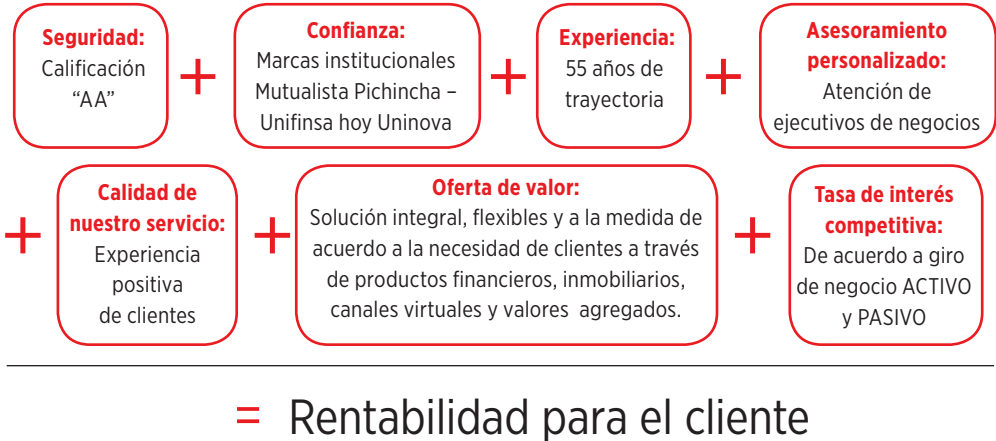 Seguridad:
Calificación
“AA”
+
Confianza:
Marcas institucionales
Mutualista Pichincha –
Unifinsa hoy Uninova
+
Experiencia:
55 años de
trayectoria
+
Asesoramiento
personalizado:
Atención de
ejecutivos de negocios
+
Calidad de
nuestro servicio:
Experiencia
positiva
de clientes
+
Oferta de valor:
Solución integral, flexibles y a la medida de
acuerdo a la necesidad de clientes a través
de productos financieros, inmobiliarios,
canales virtuales y valores agregados.
+
Tasa de interés
competitiva:
De acuerdo a giro
de negocio ACTIVO
y PASIVO
= Rentabilidad para el cliente